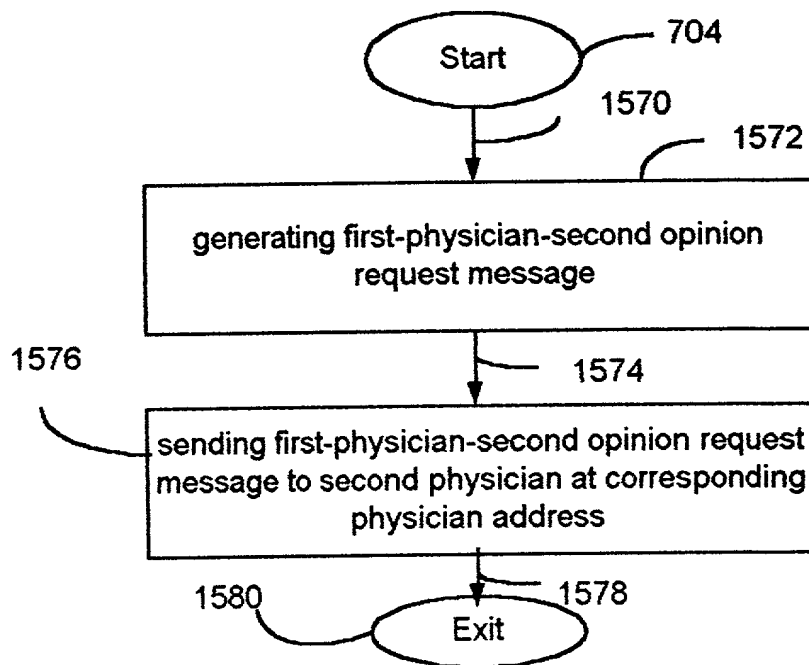 Start
704
1570
1572
generating first-physician-second opinion
request message
1576
1574
sending first-physician-second opinion request
message to second physician at corresponding
physician address
1580
1578
Exit